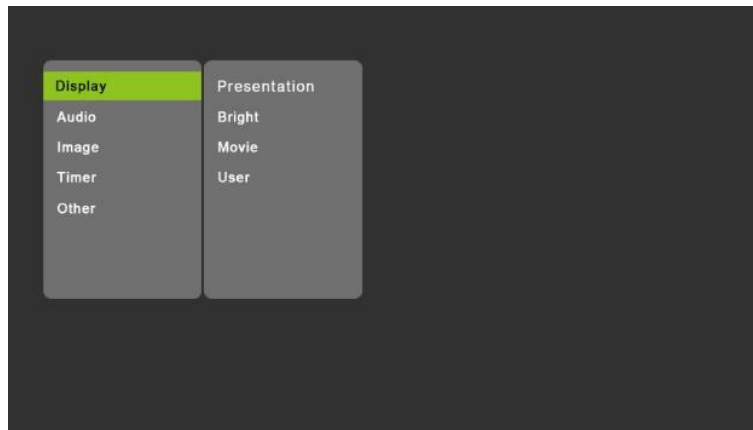 Display
Audio
Image
Timer
Other
Presentation
Bright
Movie
User